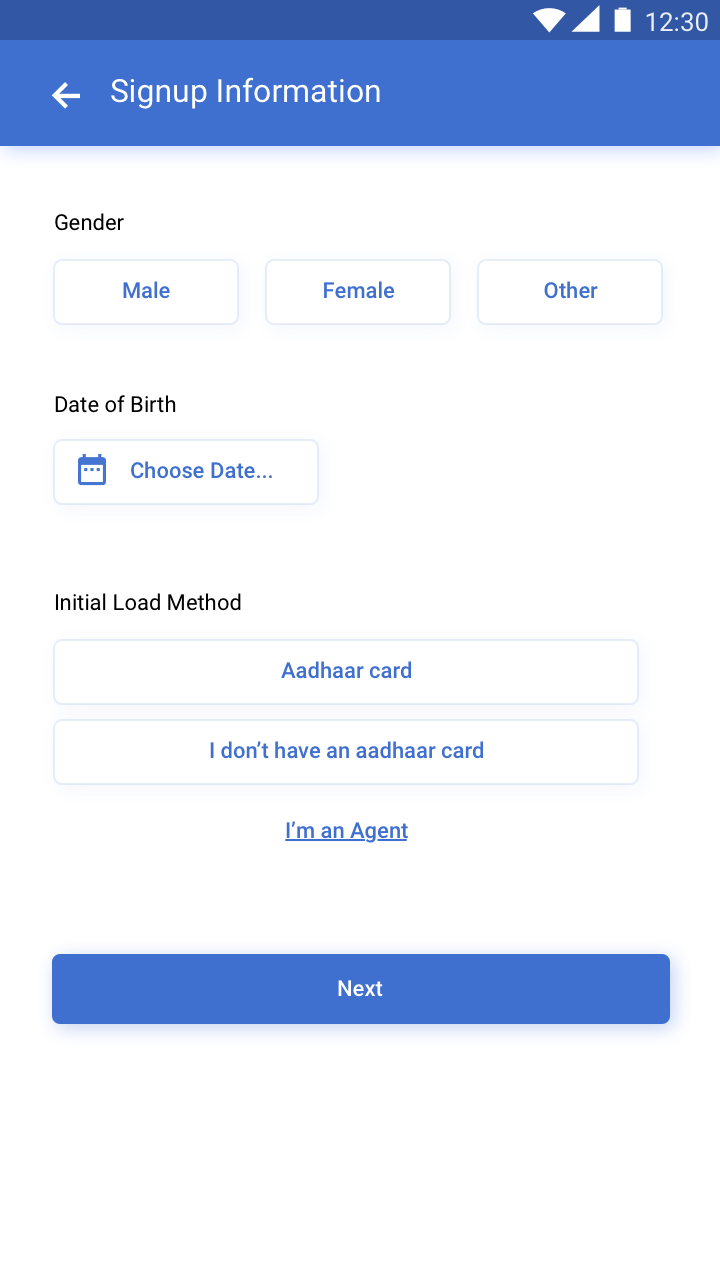 12:30
Signup Information
Gender
Male Female Other
Date of Birth
Choose Date...
Initial Load Method
Aadhaar card
I don’t have an aadhaar card
I’m an Agent
Next